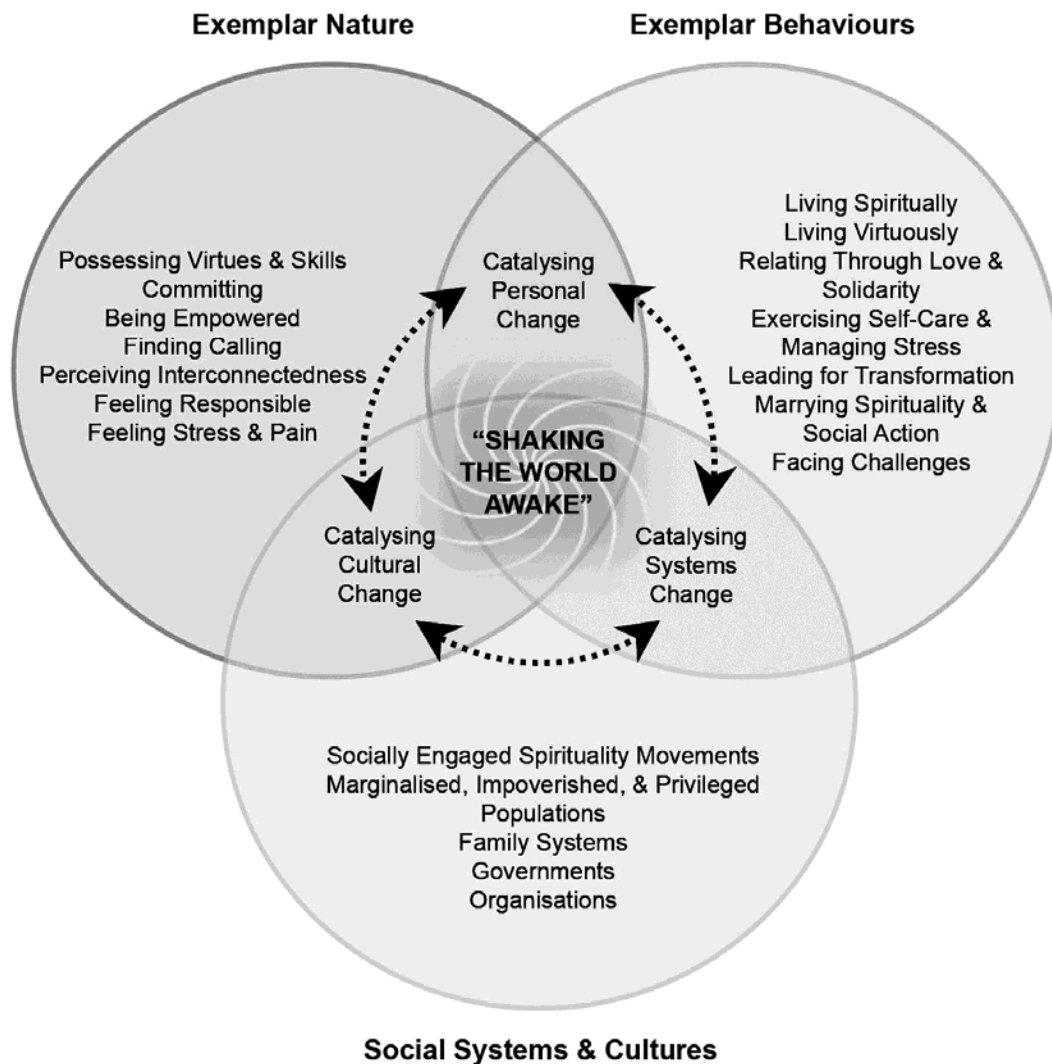 Exemplar Nature
Exemplar Behaviours
Possessing Virtues & Skills
Committing
Being Empowered
Finding Calling
Perceiving Interconnectedness
Feeling Responsible
Feeling Stress & Pain
Catalysing
Personal
Change
Living Spiritually
Living Virtuously
Relating Through Love &
Solidarity
Exercising Self-Care &
Managing Stress
Leading for Transformation
Marrying Spirituality &
Social Action
Facing Challenges
“SHAKING
THE WORLD
AWAKE”
Catalysing
Cultural
Change
Catalysing
Systems
Change
Socially Engaged Spirituality Movements
Marginalised, Impoverished, & Privileged
Populations
Family Systems
Governments
Organisations
Social Systems & Cultures